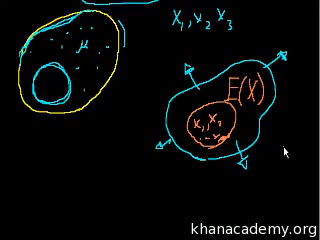 x₁, x₂ x₃
μ
E(X)
x₁, x₂
khanacademy.org